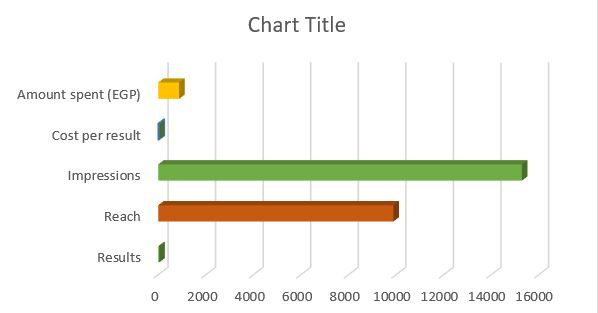 Chart Title
Amount spent (EGP)
Cost per result
Impressions
Reach
Results
0 2000 4000 6000 8000 10000 12000 14000 16000